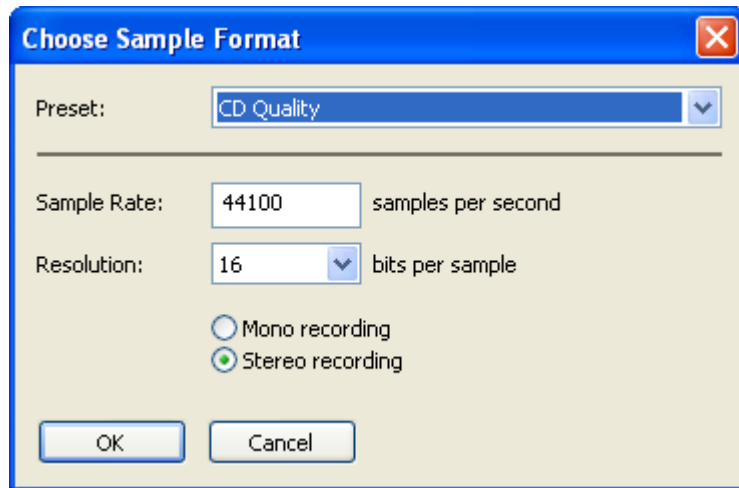 Choose Sample Format
Preset: CD Quality
Sample Rate: 44100 samples per second
Resolution: 16 bits per sample
Mono recording
Stereo recording
OK Cancel